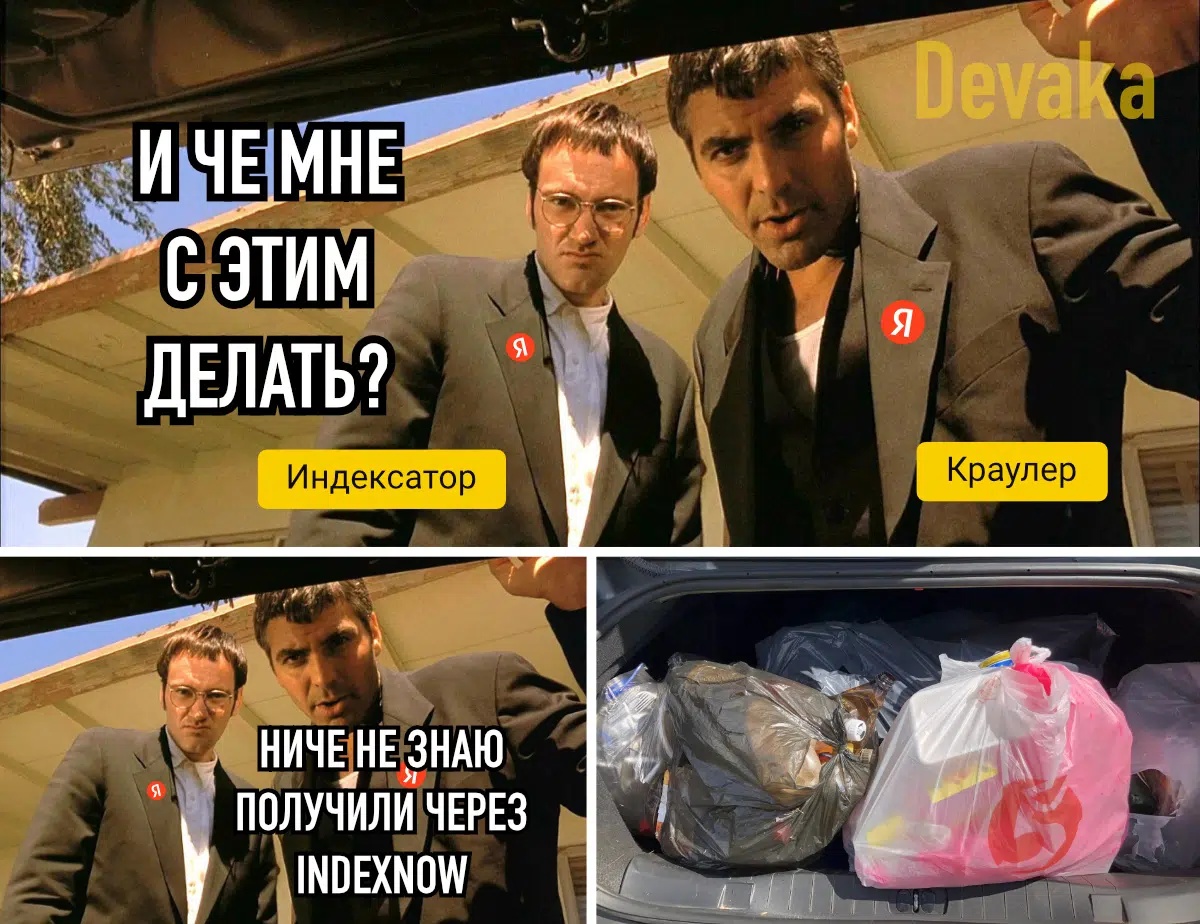 Devaka
И ЧЕ МНЕ
С ЭТИМ
ДЕЛАТЬ?
Я
Я
Индексатор
Краулер
Я
Я
НИЧЕ НЕ ЗНАЮ
ПОЛУЧИЛИ ЧЕРЕЗ
INDEXNOW